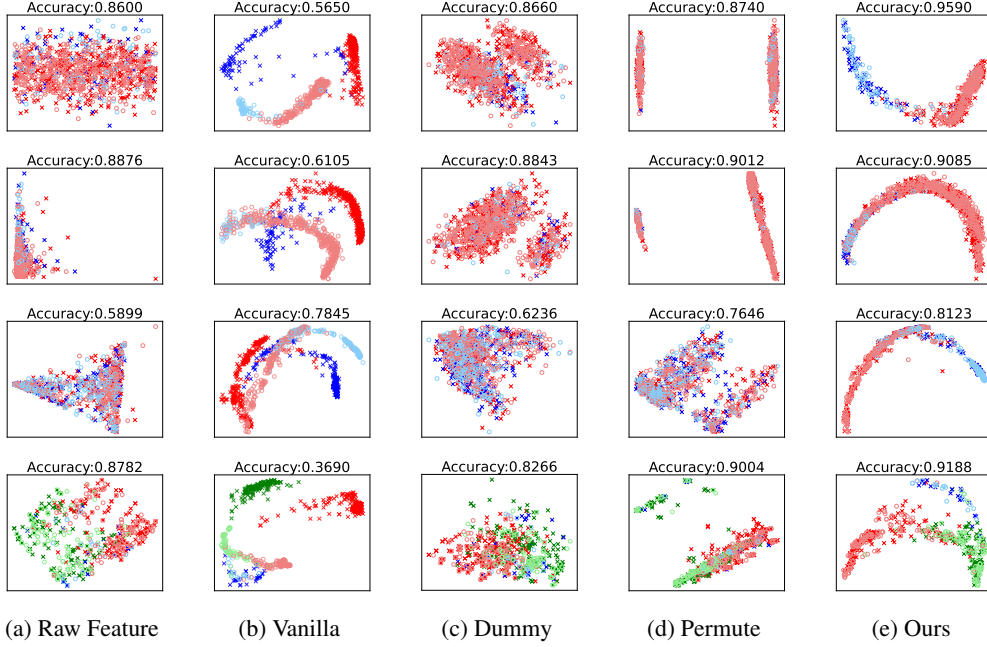 Accuracy:0.8600 Accuracy:0.5650 Accuracy:0.8660 Accuracy:0.8740 Accuracy:0.9590
Accuracy:0.8876 Accuracy:0.6105 Accuracy:0.8843 Accuracy:0.9012 Accuracy:0.9085
Accuracy:0.5899 Accuracy:0.7845 Accuracy:0.6236 Accuracy:0.7646 Accuracy:0.8123
Accuracy:0.8782 Accuracy:0.3690 Accuracy:0.8266 Accuracy:0.9004 Accuracy:0.9188
(a) Raw Feature (b) Vanilla (c) Dummy (d) Permute (e) Ours